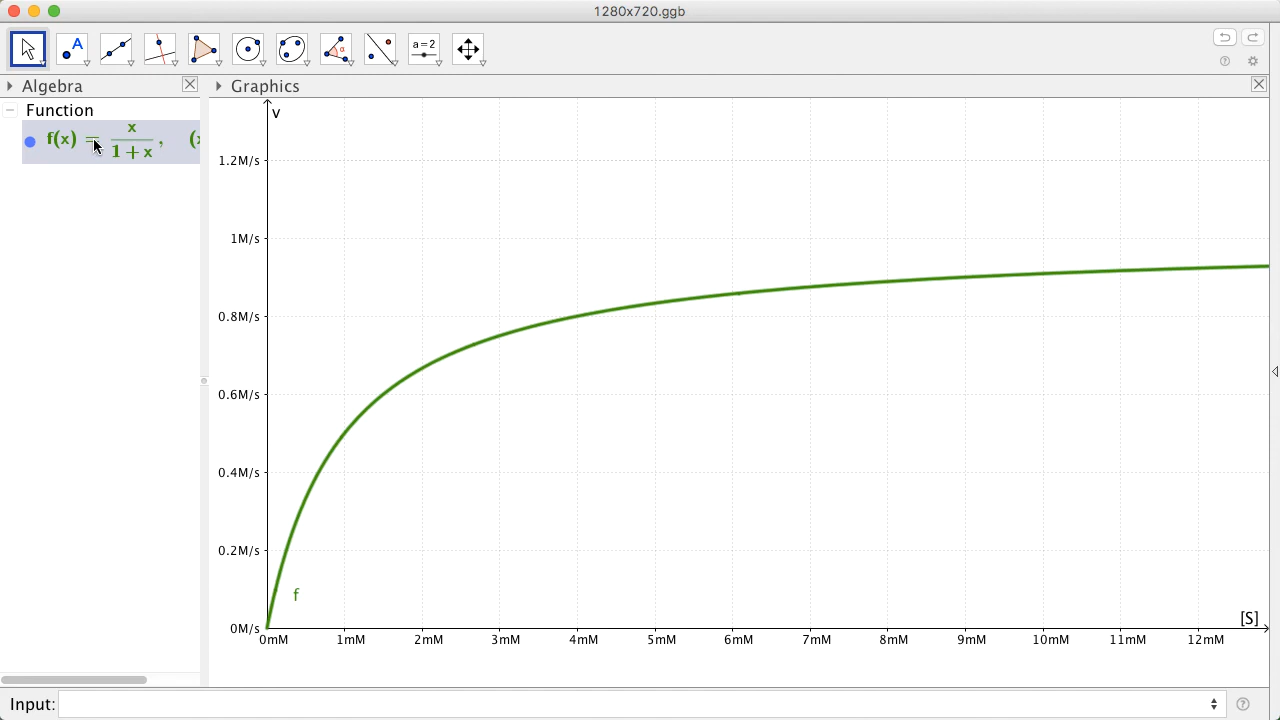 1280x720.ggb
A
α
a=2
Algebra
Graphics
Function
f(x) = x / 1 + x ,
v
1.2M/s
1M/s
0.8M/s
0.6M/s
0.4M/s
0.2M/s
0M/s
f
[S]
0mM 1mM 2mM 3mM 4mM 5mM 6mM 7mM 8mM 9mM 10mM 11mM 12mM
Input: